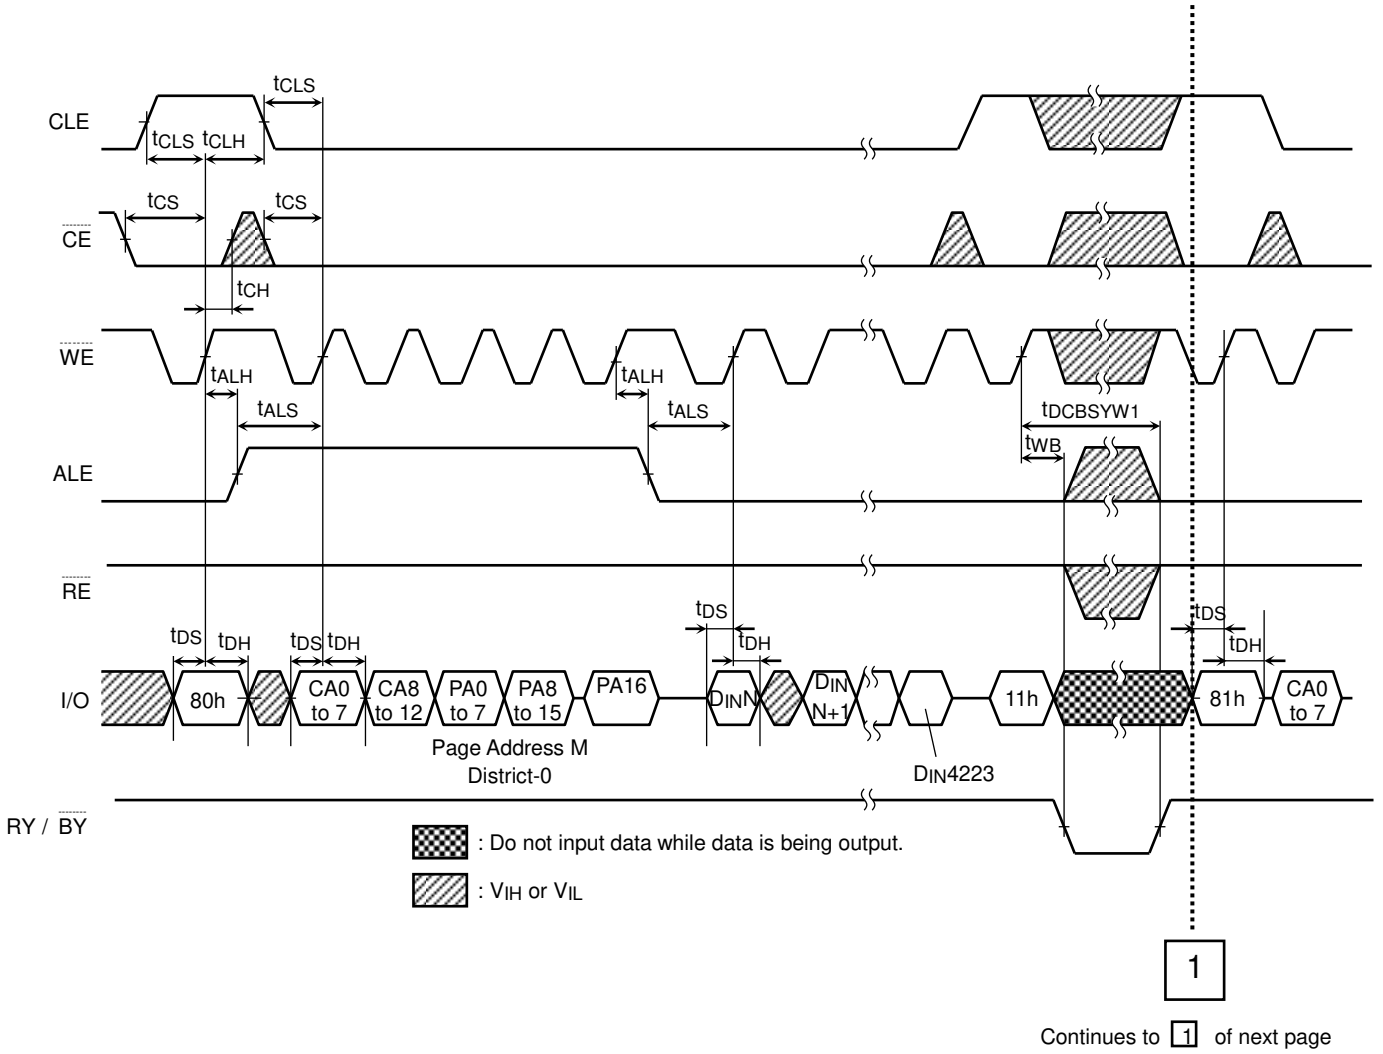 tCLS
CLE
tCLS tCLH
tCS tCS
CE
tCH
WE
tALH tALH
tALS tALS tDCBSYW1
tWB
ALE
RE
tDS tDH tDS tDH tDS tDH tDS tDH
I/O
80h
CA0 to 7
CA8 to 12
PA0 to 7
PA8 to 15
PA16
DINN
DIN N+1
11h
81h
CA0 to 7
Page Address M
District-0
DIN4223
RY / BY
: Do not input data while data is being output.
: VIH or VIL
1
Continues to 1 of next page